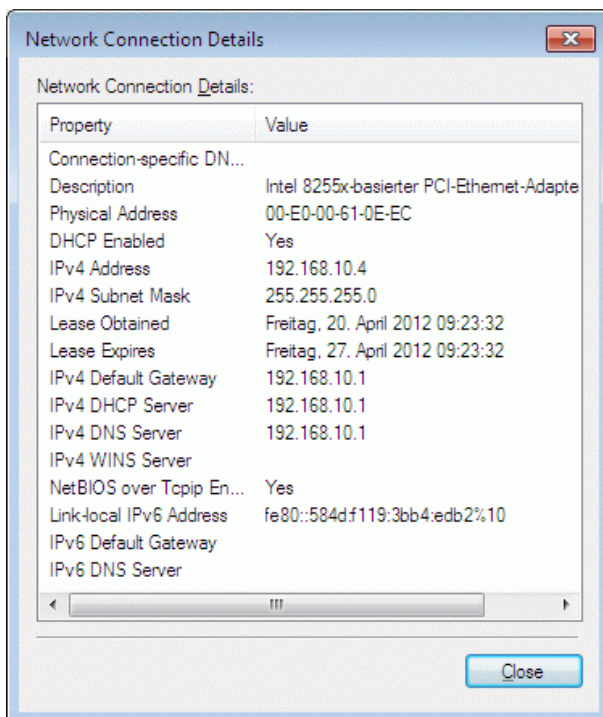 Network Connection Details
Network Connection Details:
Property Value
Connection-specific DN...
Description Intel 8255x-basierter PCI-Ethernet-Adapte
Physical Address 00-E0-00-61-0E-EC
DHCP Enabled Yes
IPv4 Address 192.168.10.4
IPv4 Subnet Mask 255.255.255.0
Lease Obtained Freitag, 20. April 2012 09:23:32
Lease Expires Freitag, 27. April 2012 09:23:32
IPv4 Default Gateway 192.168.10.1
IPv4 DHCP Server 192.168.10.1
IPv4 DNS Server 192.168.10.1
IPv4 WINS Server
NetBIOS over Tcpip En... Yes
Link-local IPv6 Address fe80::584d:f119:3bb4:edb2%10
IPv6 Default Gateway
IPv6 DNS Server
Close